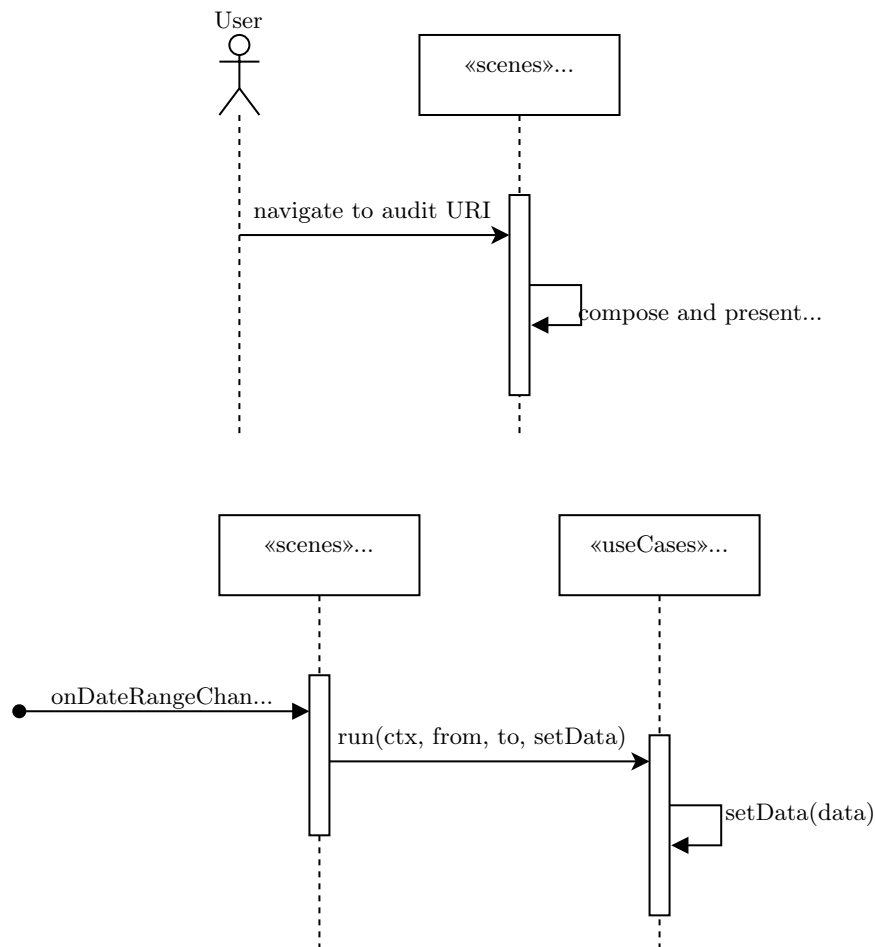 User
«scenes»...
navigate to audit URI
compose and present...
«scenes»...
«useCases»...
onDateRangeChan...
run(ctx, from, to, setData)
setData(data)